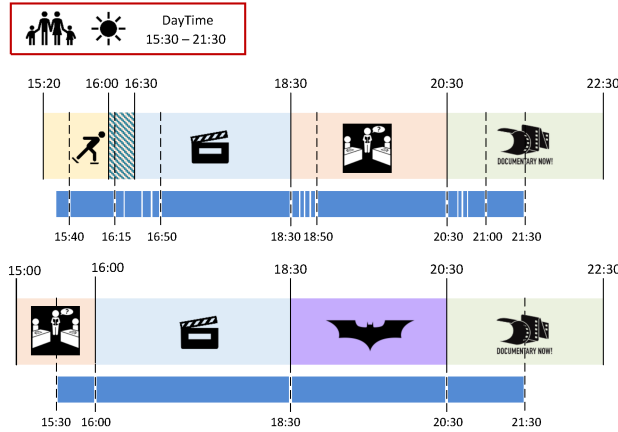 DayTime
15:30 – 21:30
15:20 16:00 16:30 18:30 20:30 22:30
?
DOCUMENTARY NOW!
15:40 16:15 16:50 18:30 18:50 20:30 21:00 21:30
15:00 16:00 18:30 20:30 22:30
?
DOCUMENTARY NOW!
15:30 16:00 18:30 20:30 21:30